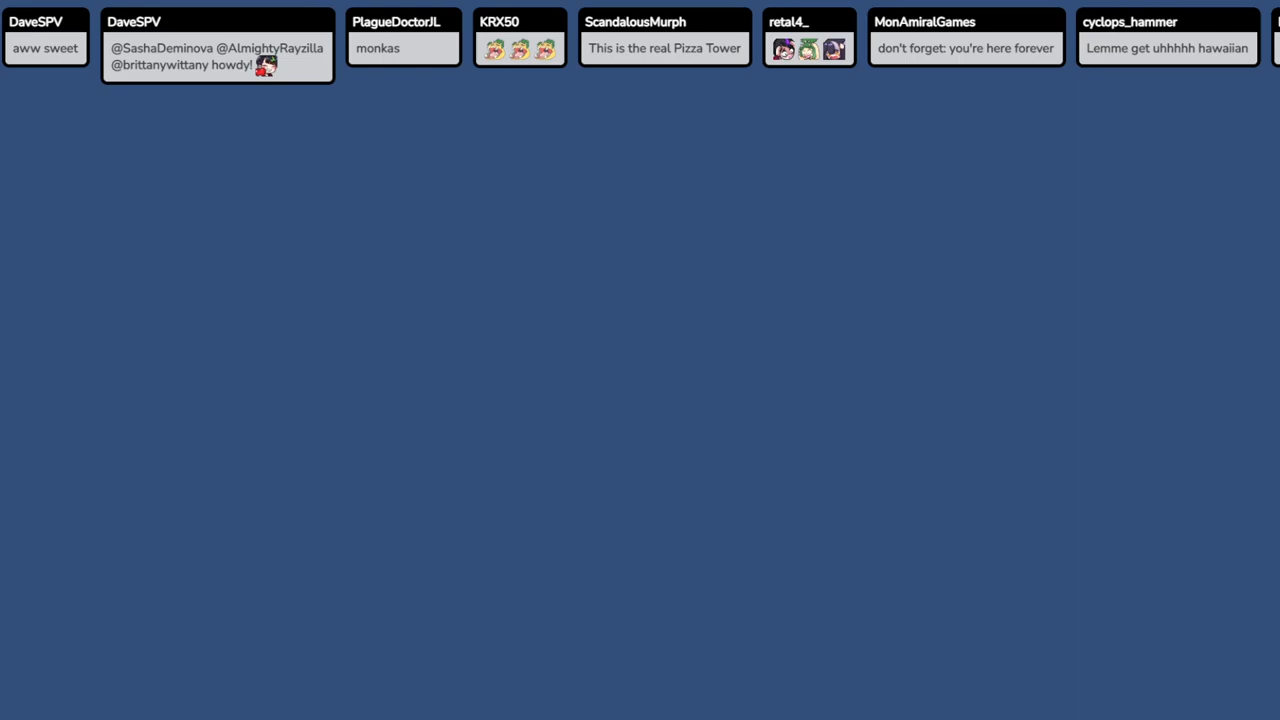 DaveSPV
aww sweet
DaveSPV
@SashaDeminova @AlmightyRayzilla
@brittanywittany howdy!
PlagueDoctorJL
monkas
KRX50
ScandalousMurph
This is the real Pizza Tower
retal4_
MonAmiralGames
don't forget: you're here forever
cyclops_hammer
Lemme get uhhhhh hawaiian